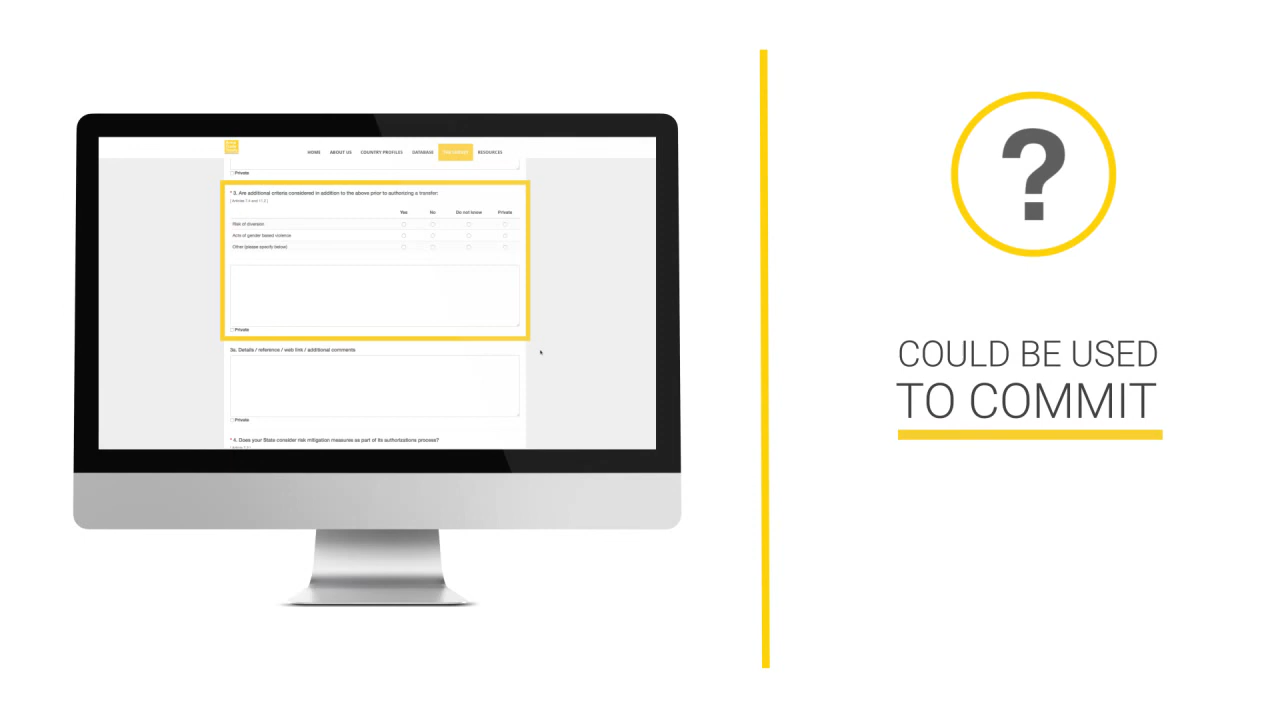 HOME ABOUT US COUNTRY PROFILES DATABASE RESOURCES
Private
* 3. Are additional criteria considered in addition to the above prior to authorizing a transfer:
Yes No Do not know Private
Risk of diversion
Acts of gender based violence
Other (please specify below)
Private
3a. Details / reference / web link / additional comments
Private
* 4. Does your State consider risk mitigation measures as part of its authorizations process?
?
COULD BE USED
TO COMMIT